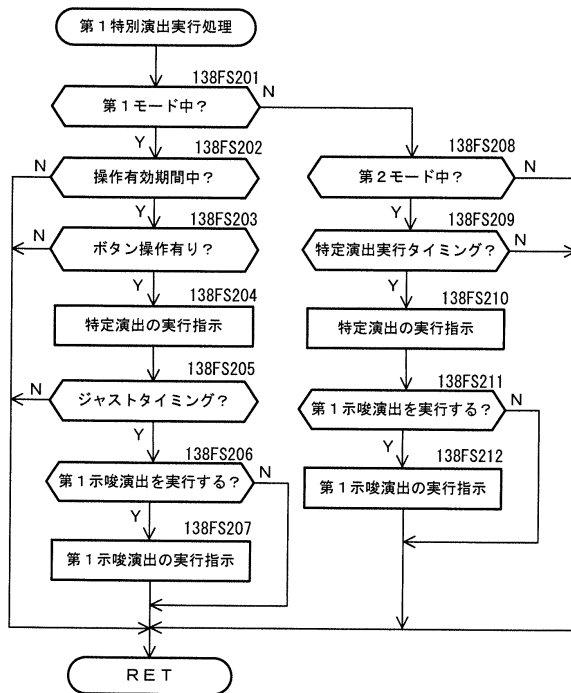 第１特別演出実行処理
138FS201
第１モード中？
N
Y
138FS202
操作有効期間中？
N
Y
138FS203
ボタン操作有り？
N
Y
138FS204
特定演出の実行指示
138FS205
ジャストタイミング？
N
Y
138FS206
第１示唆演出を実行する？
N
Y
138FS207
第１示唆演出の実行指示
138FS208
第２モード中？
N
Y
138FS209
特定演出実行タイミング？
N
Y
138FS210
特定演出の実行指示
138FS211
第１示唆演出を実行する？
N
Y
138FS212
第１示唆演出の実行指示
ＲＥＴ